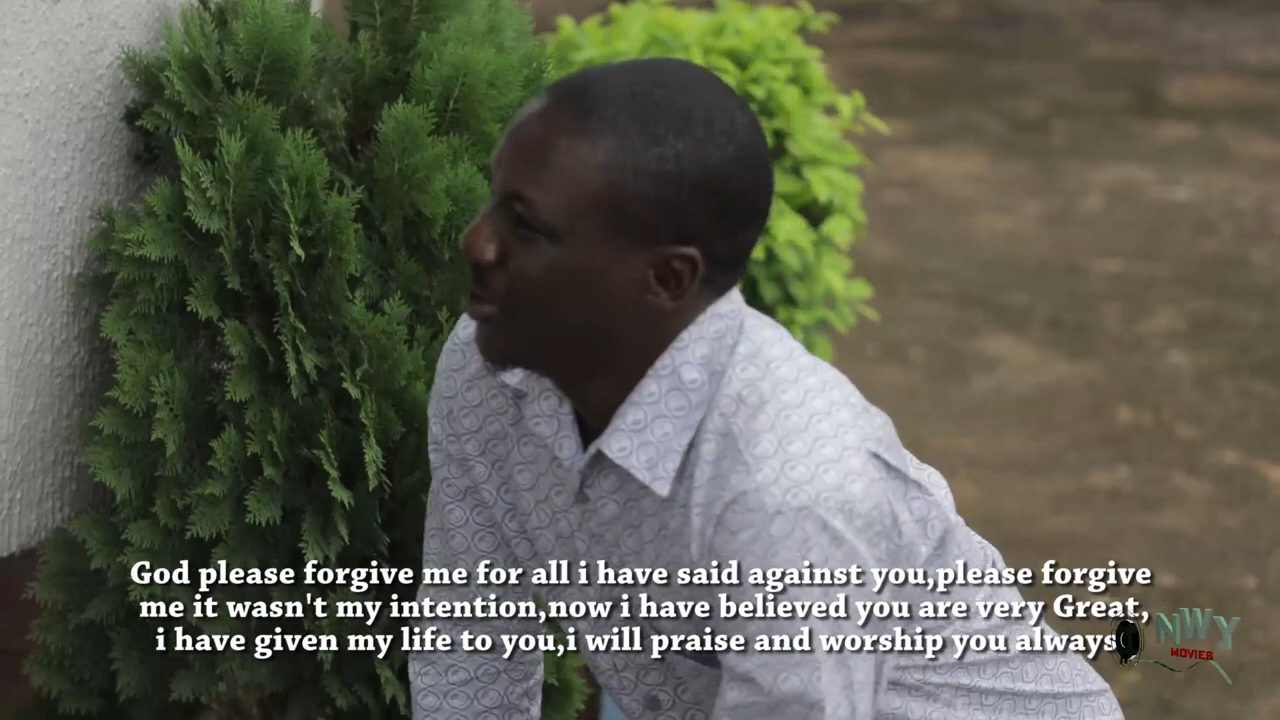 God please forgive me for all i have said against you,please forgive
me it wasn't my intention,now i have believed you are very Great,
i have given my life to you,i will praise and worship you always
NWY
MOVIES